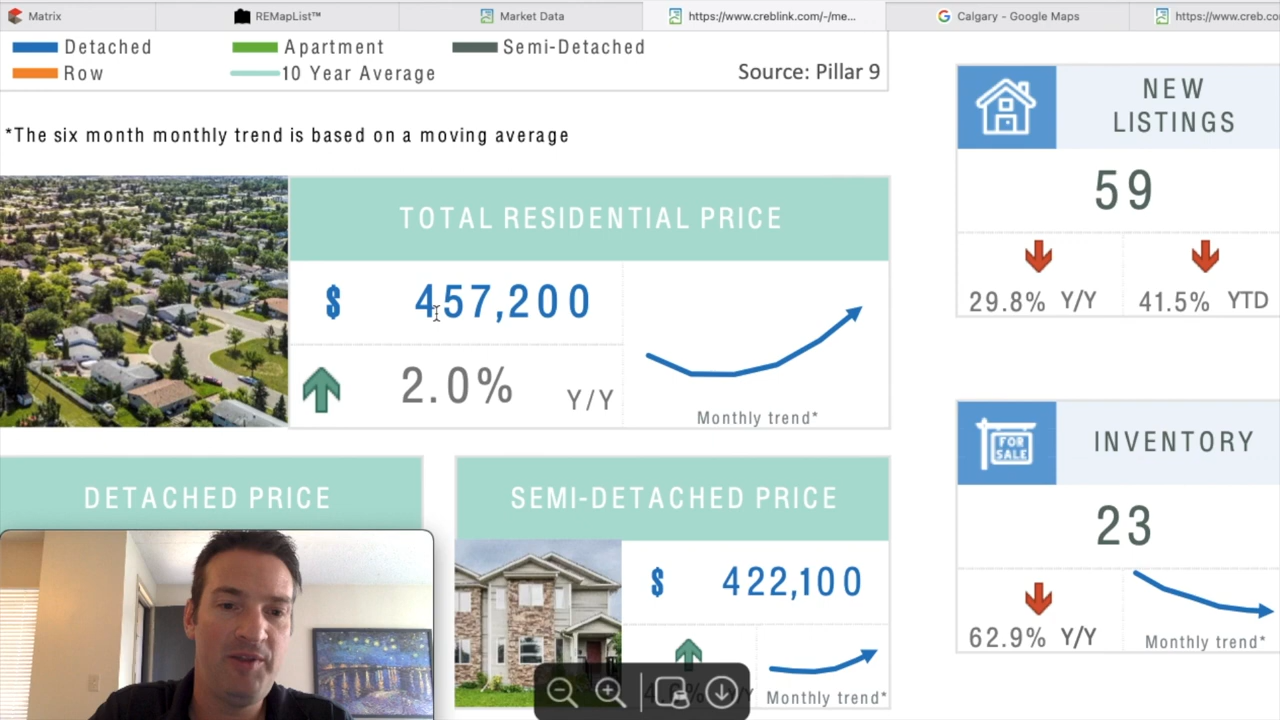 Matrix
REMapList™
Market Data
https://www.creblink.com/-/me...
Calgary - Google Maps
https://www.creb.co
Detached
Apartment
Semi-Detached
Row
10 Year Average
Source: Pillar 9
*The six month monthly trend is based on a moving average
TOTAL RESIDENTIAL PRICE
$ 457,200
2.0% Y/Y
Monthly trend*
DETACHED PRICE
SEMI-DETACHED PRICE
$ 422,100
Monthly trend*
NEW
LISTINGS
59
29.8% Y/Y
41.5% YTD
FOR
SALE
INVENTORY
23
62.9% Y/Y
Monthly trend*